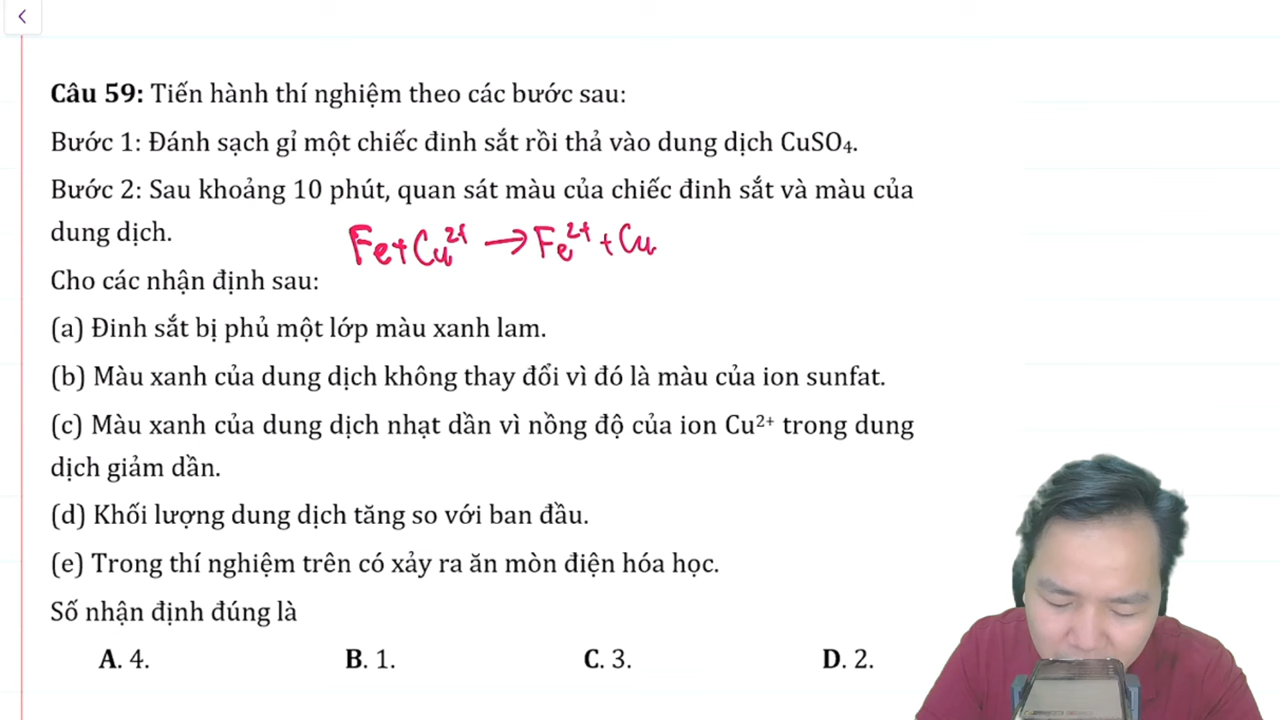 Câu 59: Tiến hành thí nghiệm theo các bước sau:
Bước 1: Đánh sạch gỉ một chiếc đinh sắt rồi thả vào dung dịch CuSO₄.
Bước 2: Sau khoảng 10 phút, quan sát màu của chiếc đinh sắt và màu của
dung dịch.
Fe + Cu²⁺ → Fe²⁺ + Cu
Cho các nhận định sau:
(a) Đinh sắt bị phủ một lớp màu xanh lam.
(b) Màu xanh của dung dịch không thay đổi vì đó là màu của ion sunfat.
(c) Màu xanh của dung dịch nhạt dần vì nồng độ của ion Cu²⁺ trong dung
dịch giảm dần.
(d) Khối lượng dung dịch tăng so với ban đầu.
(e) Trong thí nghiệm trên có xảy ra ăn mòn điện hóa học.
Số nhận định đúng là
A. 4. B. 1. C. 3. D. 2.